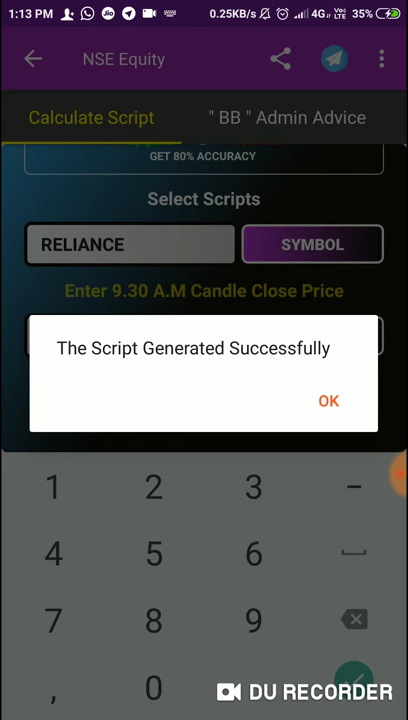 1:13 PM 0.25KB/s 4G Vo) LTE 35%
NSE Equity
Calculate Script " BB " Admin Advice
GET 80% ACCURACY
Select Scripts
RELIANCE SYMBOL
Enter 9.30 A.M Candle Close Price
The Script Generated Successfully
OK
1 2 3 –
4 5 6
7 8 9
, 0
DU RECORDER